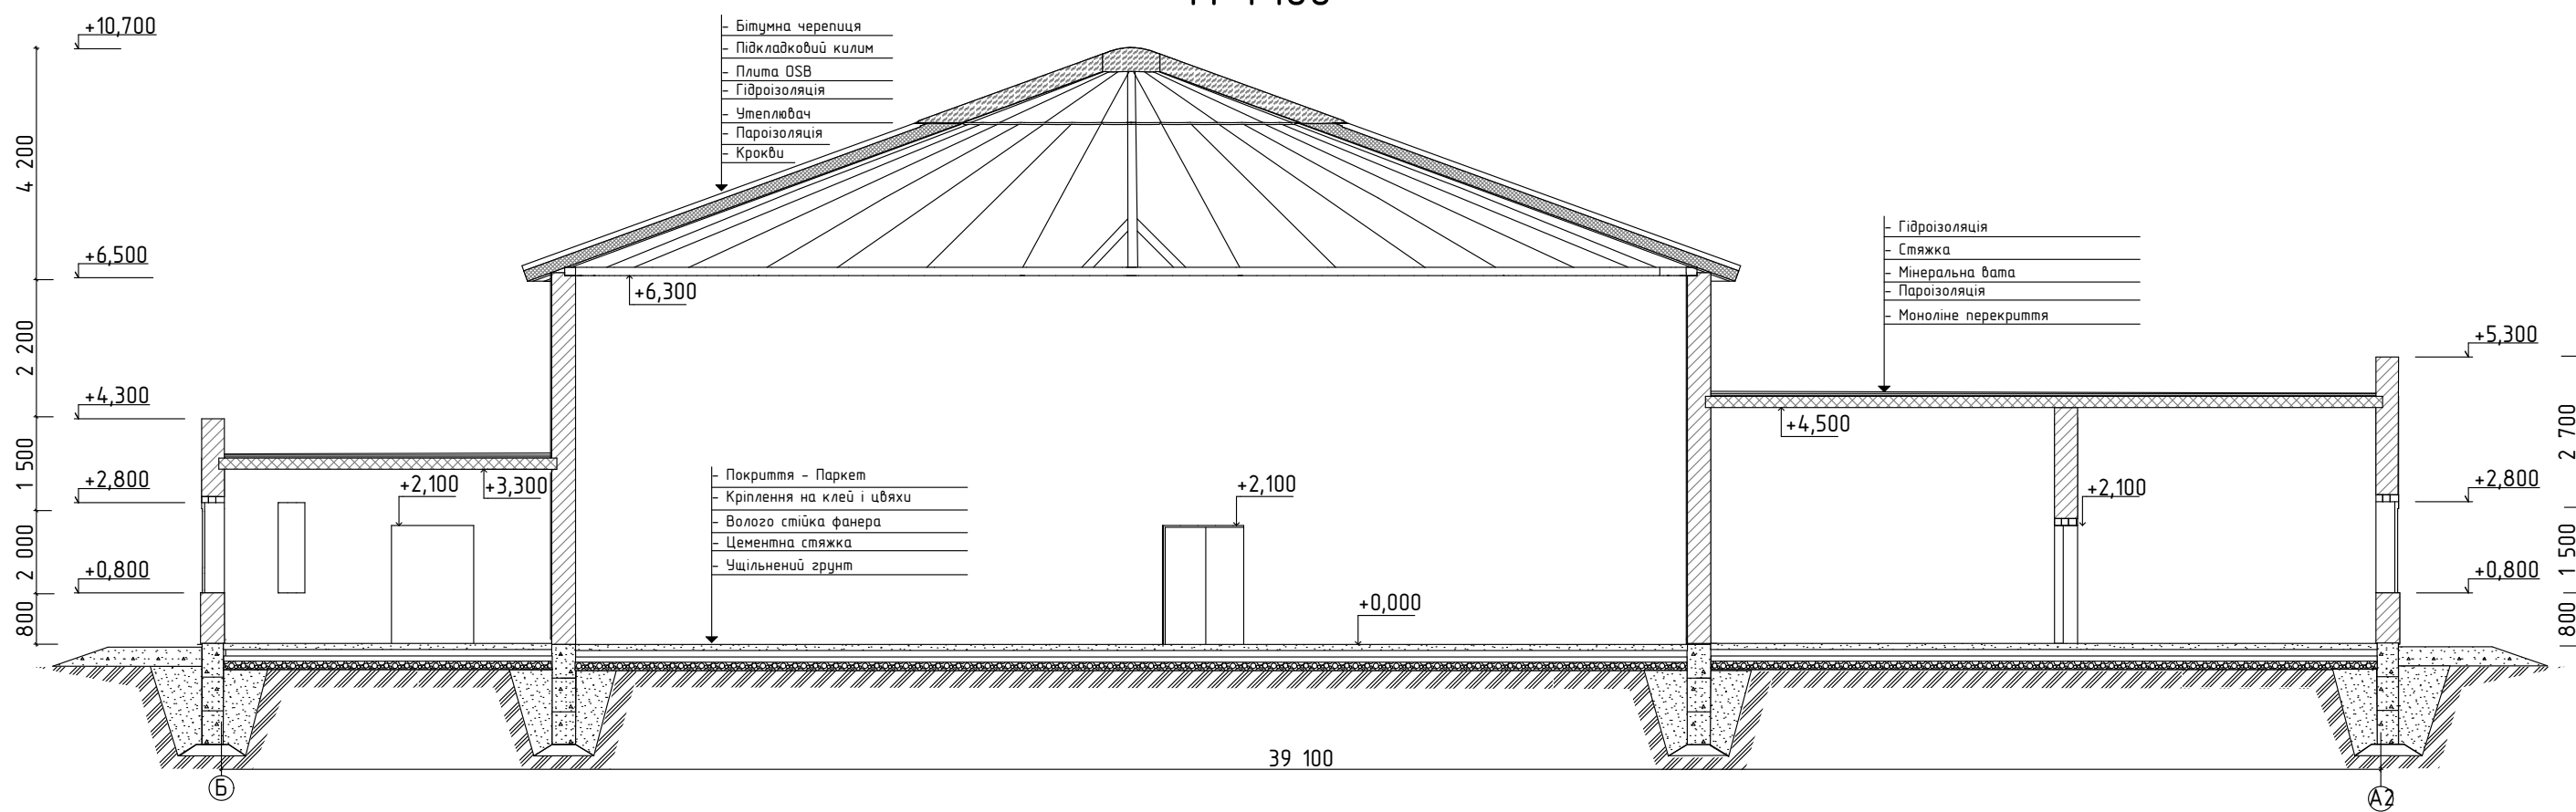 +10,700
- Бітумна черепиця
- Підкладковий килим
- Плита OSB
- Гідроізоляція
- Утеплювач
- Пароізоляція
- Крокви
4 200
+6,500
+6,300
- Гідроізоляція
- Стяжка
- Мінеральна вата
- Пароізоляція
- Моноліне перекриття
2 200
+5,300
+4,300
+4,500
1 500
2 700
+2,800
+2,100
+3,300
- Покриття - Паркет
- Кріплення на клей і цвяхи
- Волого стійка фанера
- Цементна стяжка
- Ущільнений грунт
+2,100
+2,100
+2,800
2 000
1 500
+0,800
+0,800
+0,000
800
800
39 100
Б
А2